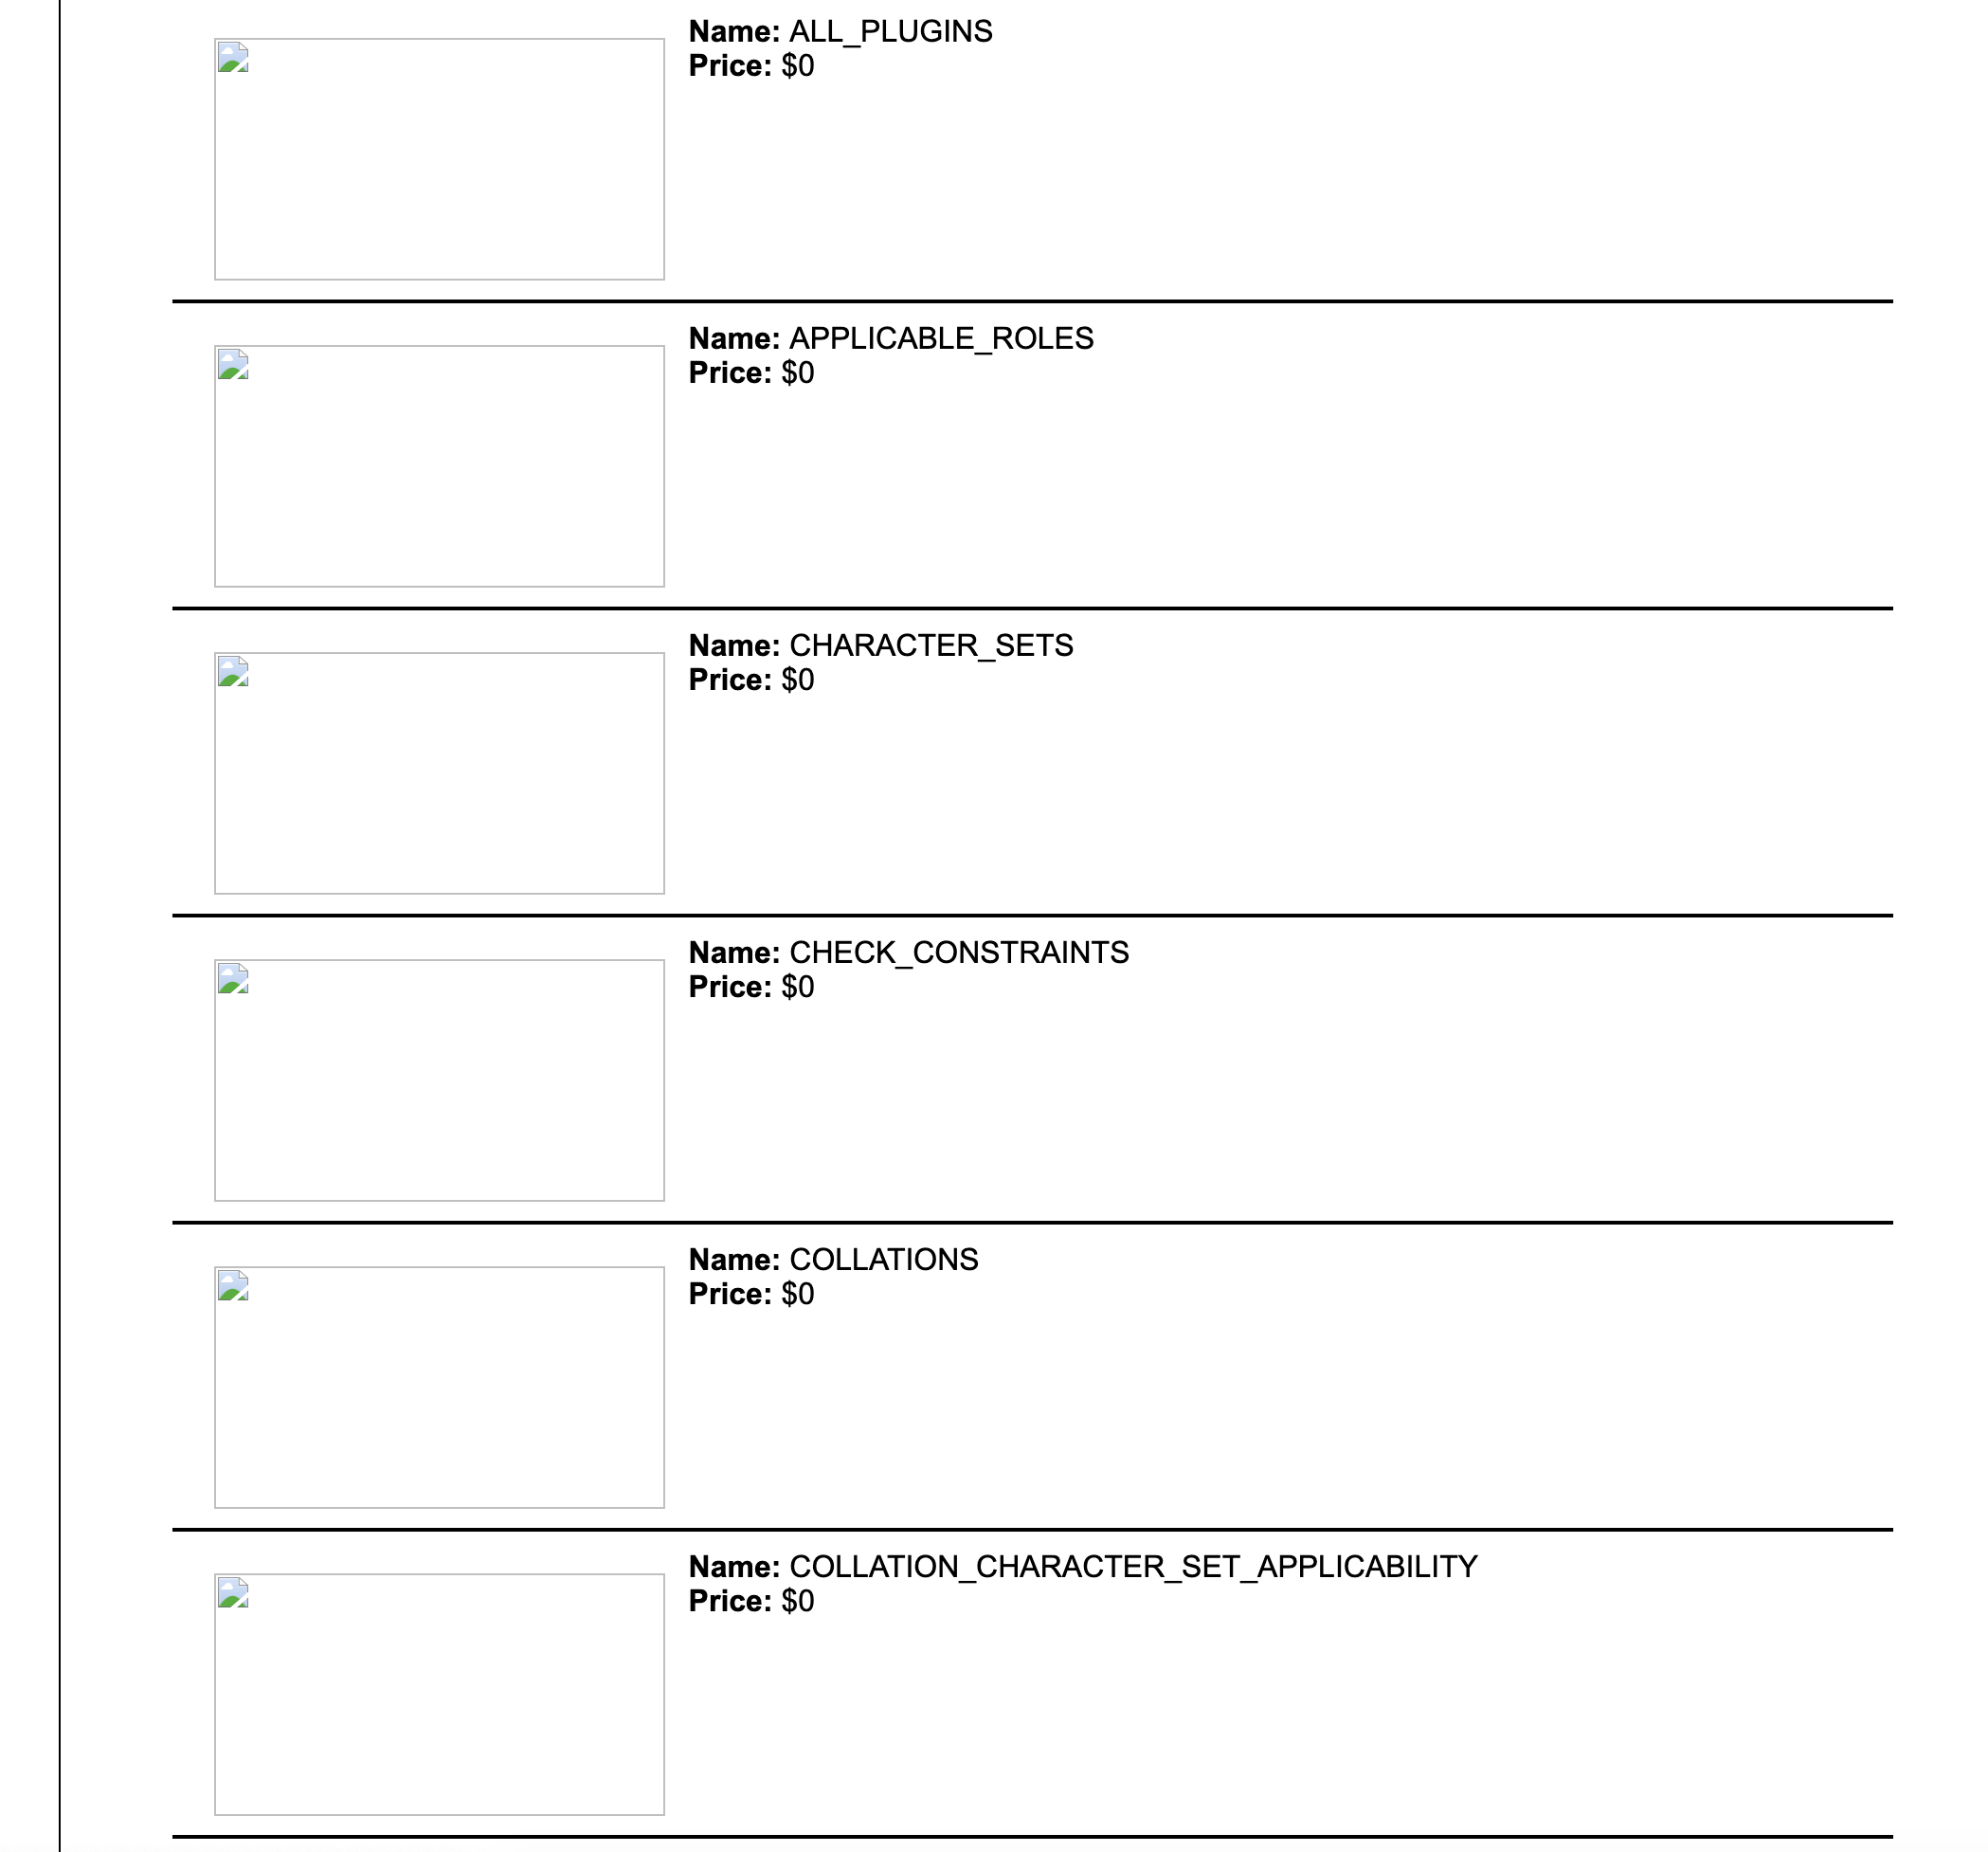 Name: ALL_PLUGINS
Price: $0
Name: APPLICABLE_ROLES
Price: $0
Name: CHARACTER_SETS
Price: $0
Name: CHECK_CONSTRAINTS
Price: $0
Name: COLLATIONS
Price: $0
Name: COLLATION_CHARACTER_SET_APPLICABILITY
Price: $0